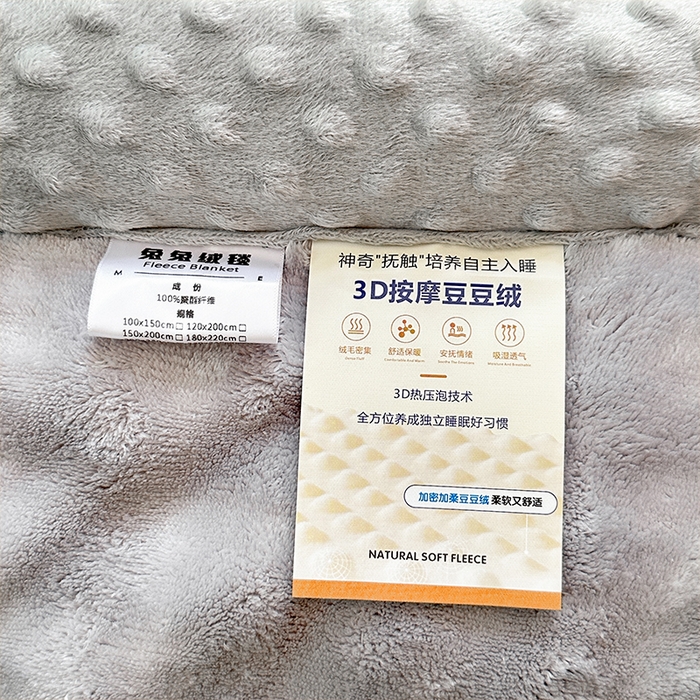 兔兔绒毯
Fleece Blanket
M E
成 份
100%聚酯纤维
规格
100x150cm□ 120x200cm□
150x200cm□ 180x220cm□
神奇"抚触"培养自主入睡
3D按摩豆豆绒
绒毛密集 舒适保暖 安抚情绪 吸湿透气
3D热压泡技术
全方位养成独立睡眠好习惯
加密加柔豆豆绒 柔软又舒适
NATURAL SOFT FLEECE